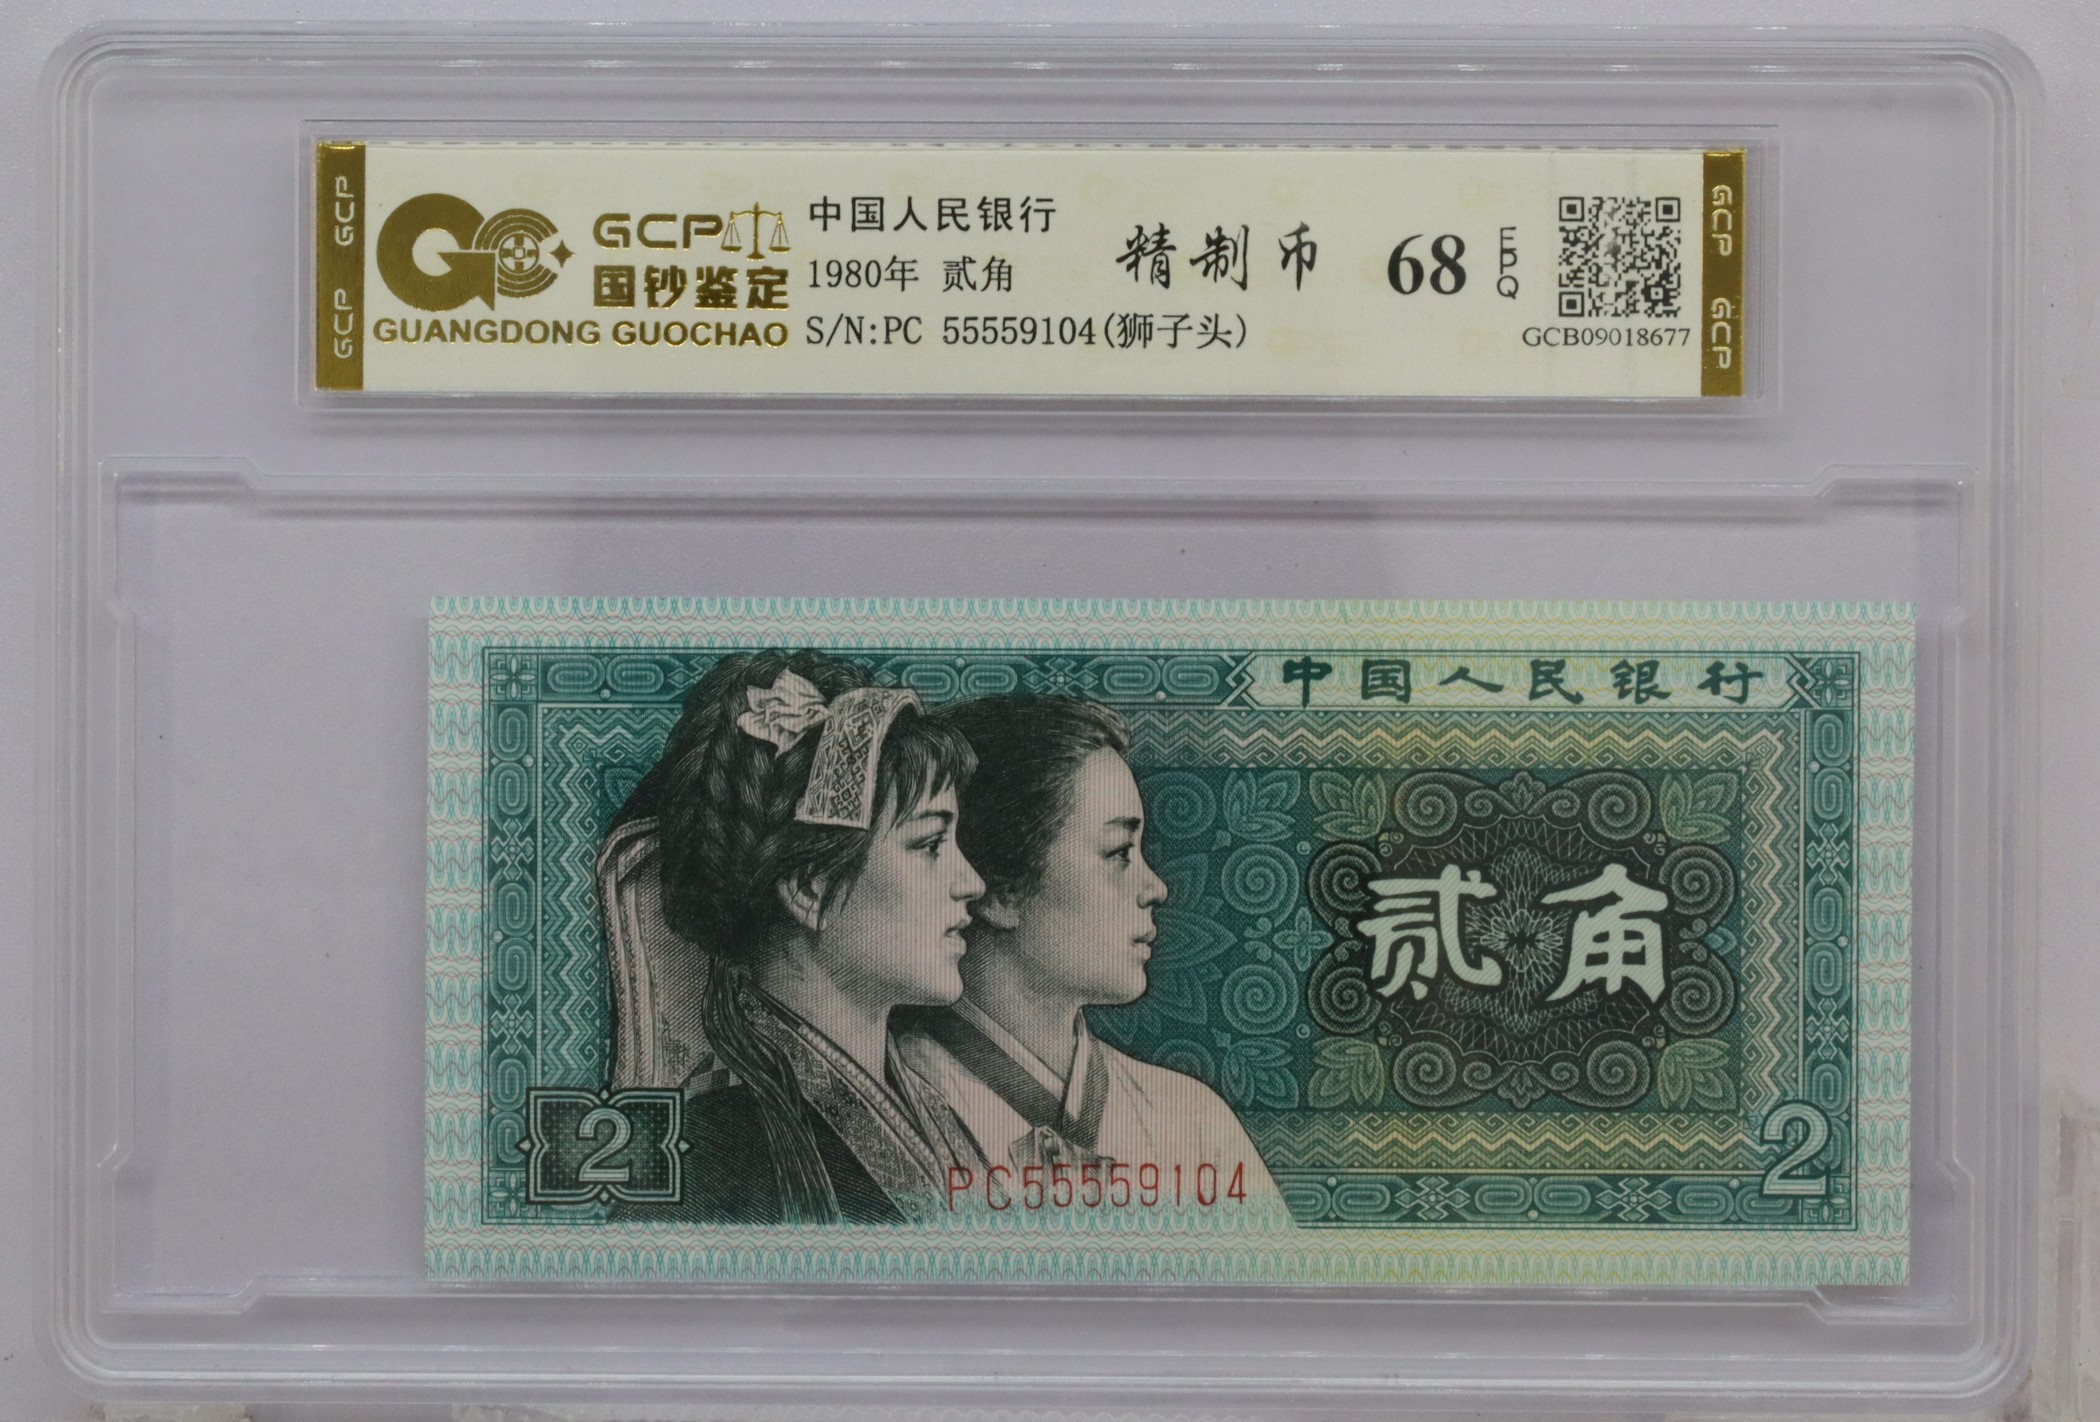 GCP GCP
GCP
国钞鉴定
GUANGDONG GUOCHAO
中国人民银行
1980年 贰角
S/N:PC 55559104(狮子头)
精制币
68
EPQ
GCB09018677
GCP GCP
中国人民银行
贰角
2
PC55559104
2